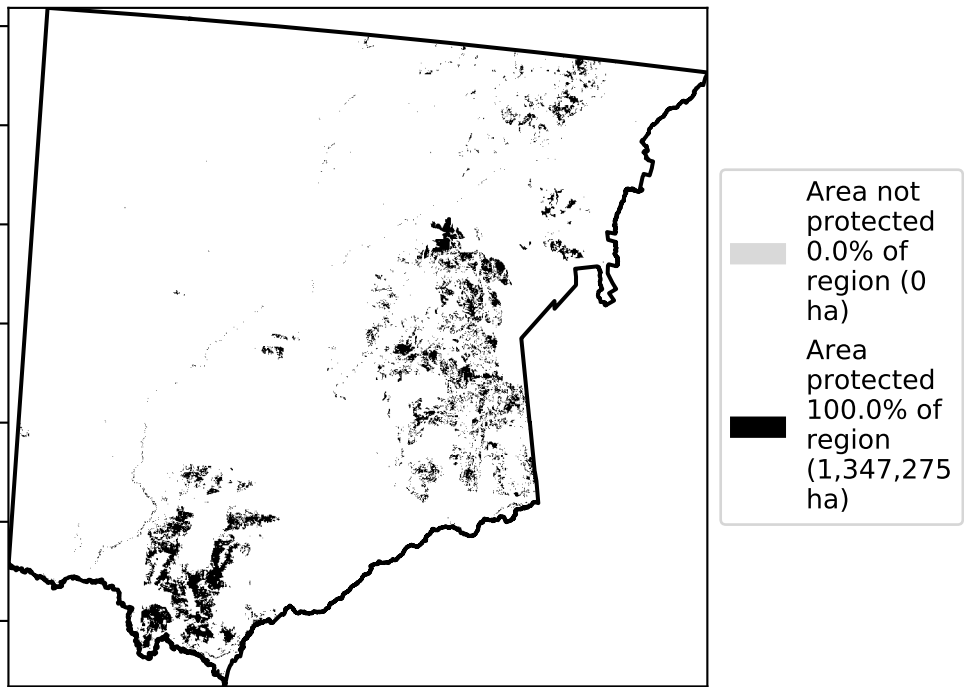 Area not
protected
0.0% of
region (0
ha)
Area
protected
100.0% of
region
(1,347,275
ha)